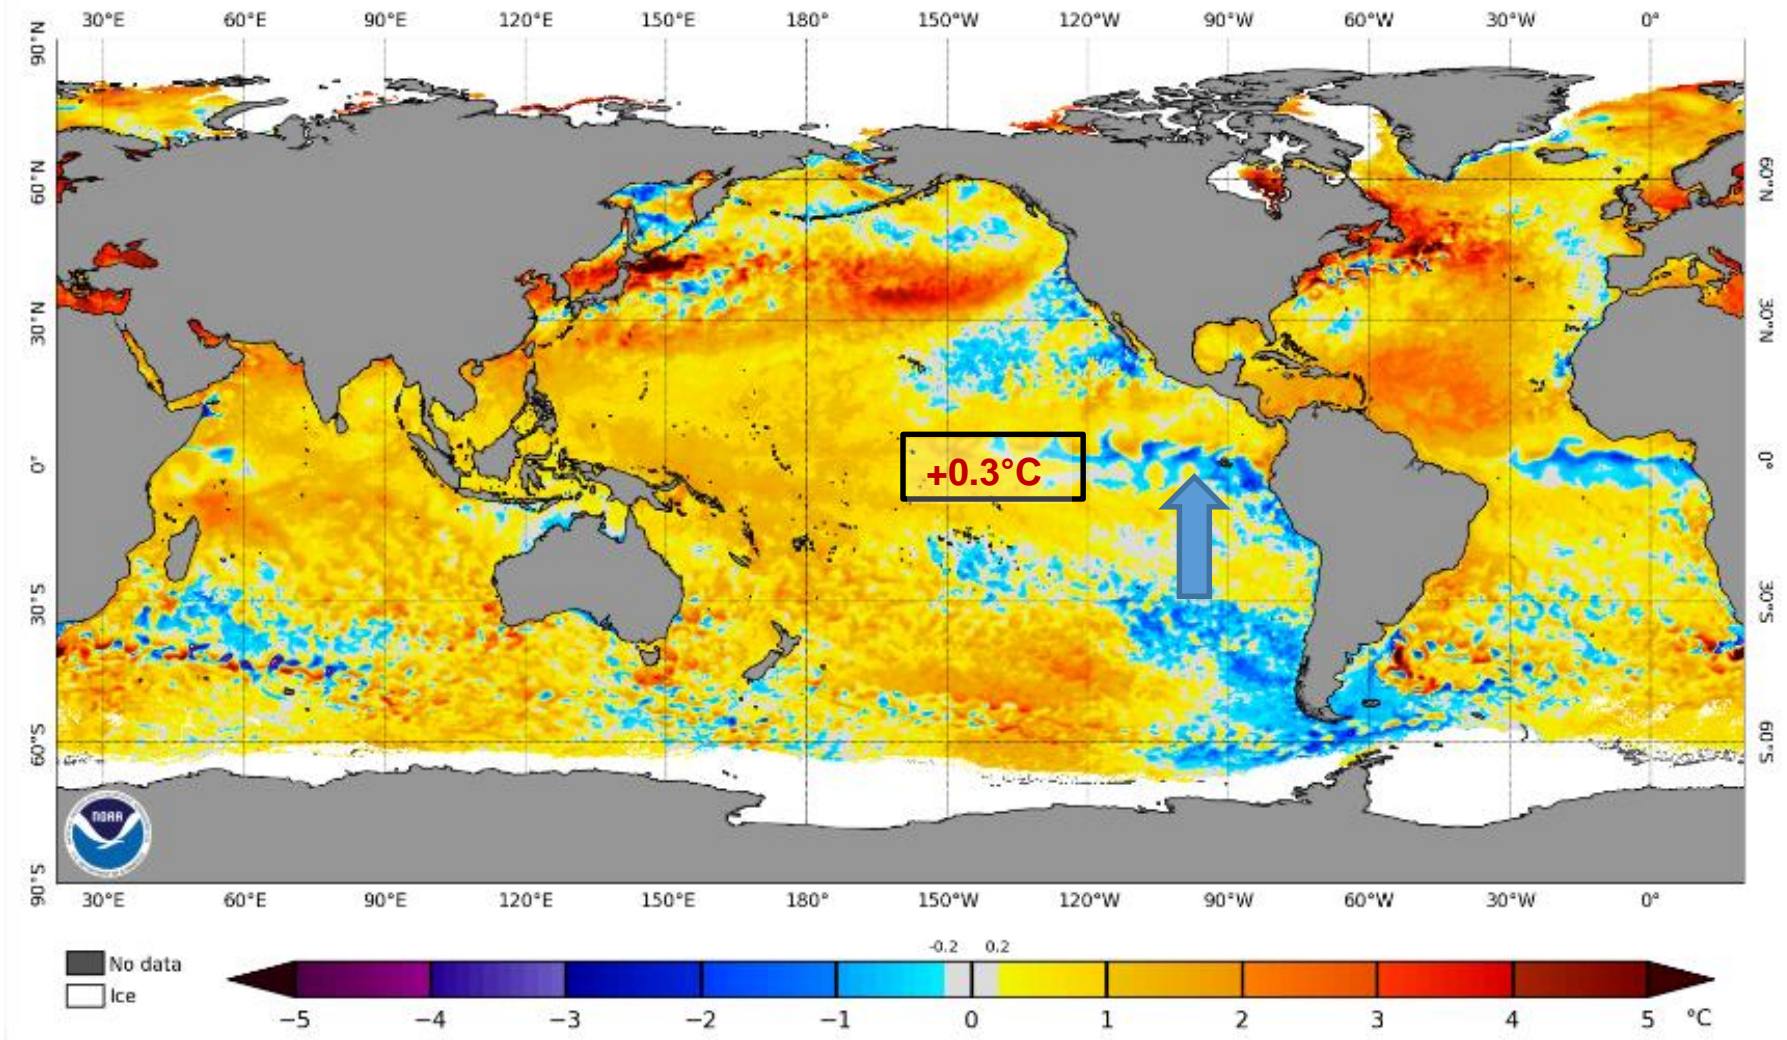 30°E 60°E 90°E 120°E 150°E 180° 150°W 120°W 90°W 60°W 30°W 0°
90°N
60°N 60°N
30°N 30°N
0° 0°
+0.3°C
30°S 30°S
60°S 60°S
90°S
NOAA
30°E 60°E 90°E 120°E 150°E 180° 150°W 120°W 90°W 60°W 30°W 0°
-0.2 0.2
No data
Ice
−5 −4 −3 −2 −1 0 1 2 3 4 5 °C